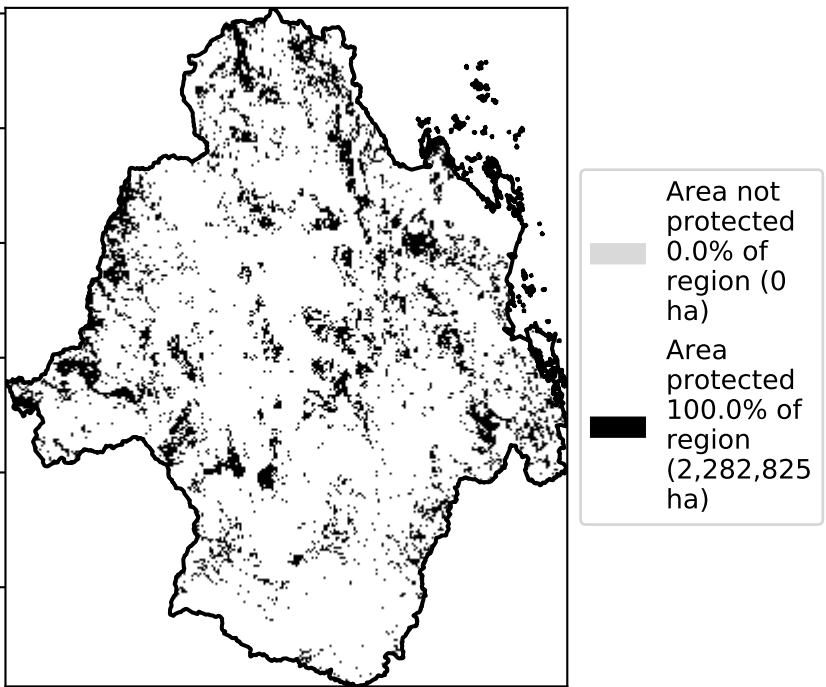 Area not
protected
0.0% of
region (0
ha)
Area
protected
100.0% of
region
(2,282,825
ha)